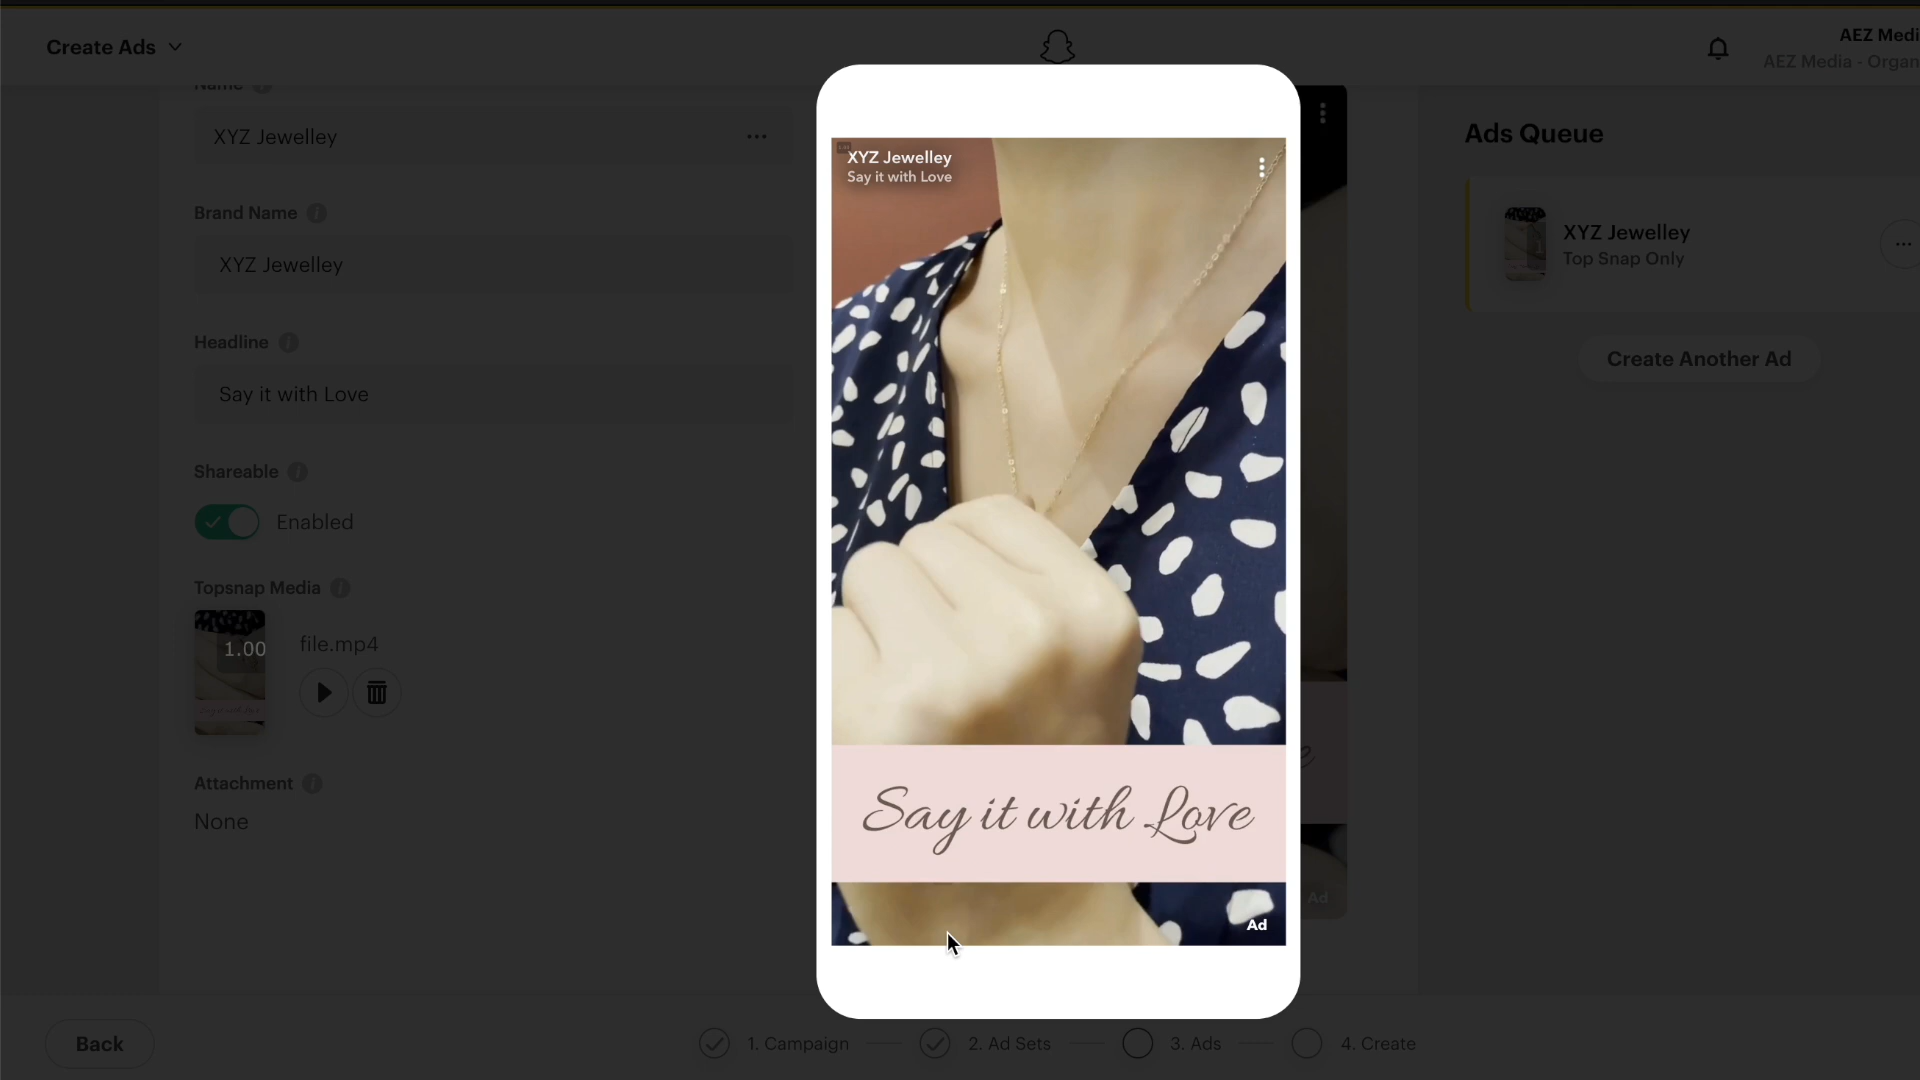 Create Ads
AEZ Medi
AEZ Media - Organ
Name
XYZ Jewelley
Brand Name
XYZ Jewelley
Headline
Say it with Love
Shareable
Enabled
Topsnap Media
1.00
file.mp4
Attachment
None
XYZ Jewelley
Say it with Love
Say it with Love
Ad
Ad
Ads Queue
XYZ Jewelley
Top Snap Only
Create Another Ad
Back
1. Campaign
2. Ad Sets
3. Ads
4. Create